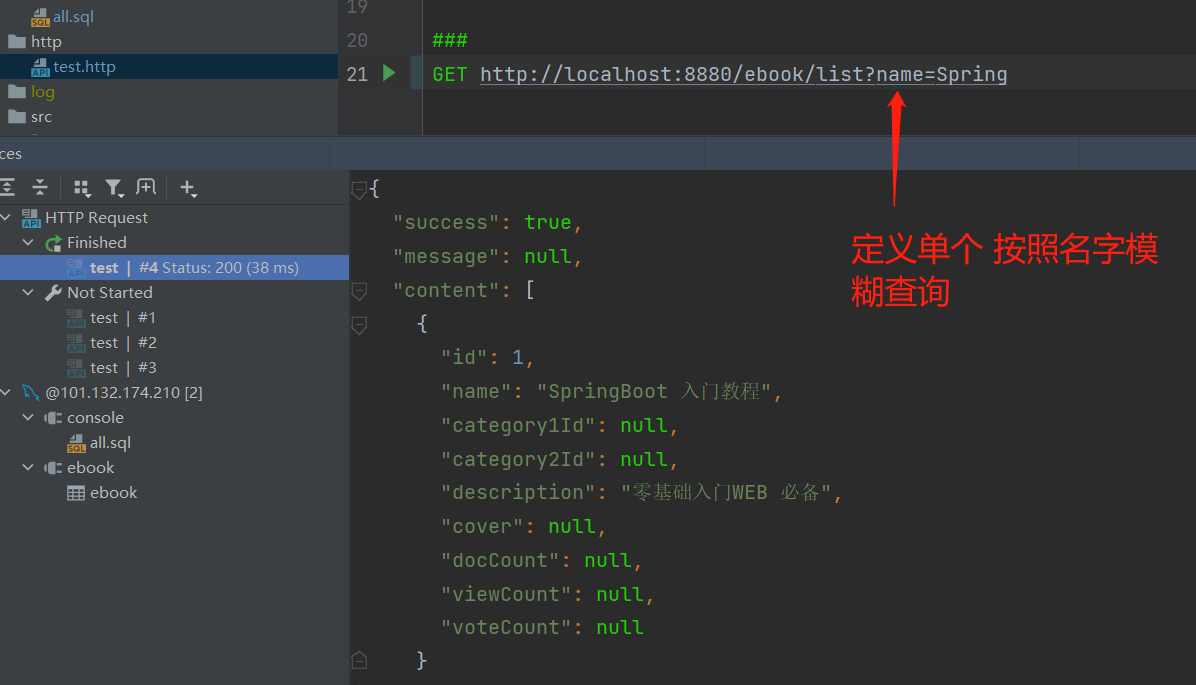 all.sql
http
test.http
log
src
19
20 ###
21 GET http://localhost:8880/ebook/list?name=Spring
ces
HTTP Request
Finished
test | #4 Status: 200 (38 ms)
Not Started
test | #1
test | #2
test | #3
@101.132.174.210 [2]
console
all.sql
ebook
ebook
{
"success": true,
"message": null,
"content": [
{
"id": 1,
"name": "SpringBoot 入门教程",
"category1Id": null,
"category2Id": null,
"description": "零基础入门WEB 必备",
"cover": null,
"docCount": null,
"viewCount": null,
"voteCount": null
}
定义单个 按照名字模
糊查询